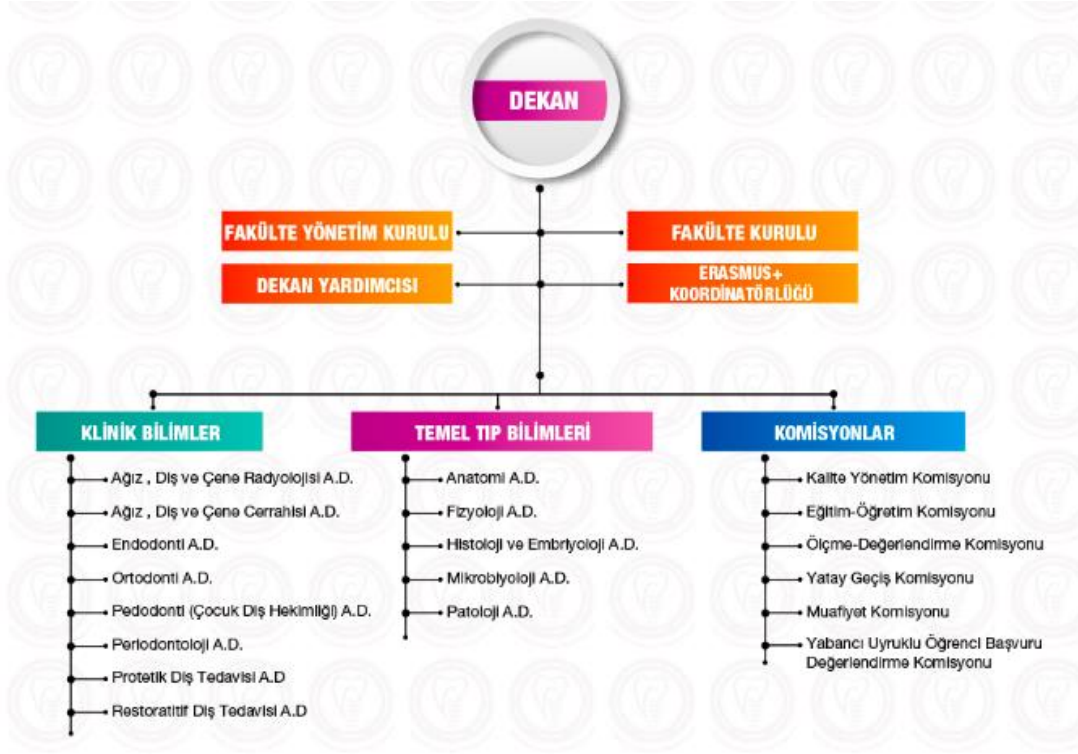 DEKAN
FAKÜLTE YÖNETİM KURULU
FAKÜLTE KURULU
DEKAN YARDIMCISI
ERASMUS+
KOORDİNATÖRLÜĞÜ
KLİNİK BİLİMLER
Ağız , Diş ve Çene Radyolojisi A.D.
Ağız , Diş ve Çene Cerrahisi A.D.
Endodonti A.D.
Ortodonti A.D.
Pedodonti (Çocuk Diş Hekimliği) A.D.
Periodontoloji A.D.
Protetik Diş Tedavisi A.D
Restoratitif Diş Tedavisi A.D
TEMEL TIP BİLİMLERİ
Anatomi A.D.
Fizyoloji A.D.
Histoloji ve Embriyoloji A.D.
Mikrobiyoloji A.D.
Patoloji A.D.
KOMİSYONLAR
Kalite Yönetim Komisyonu
Eğitim-Öğretim Komisyonu
Ölçme-Değerlendirme Komisyonu
Yatay Geçiş Komisyonu
Muafiyet Komisyonu
Yabancı Uyruklu Öğrenci Başvuru
Değerlendirme Komisyonu